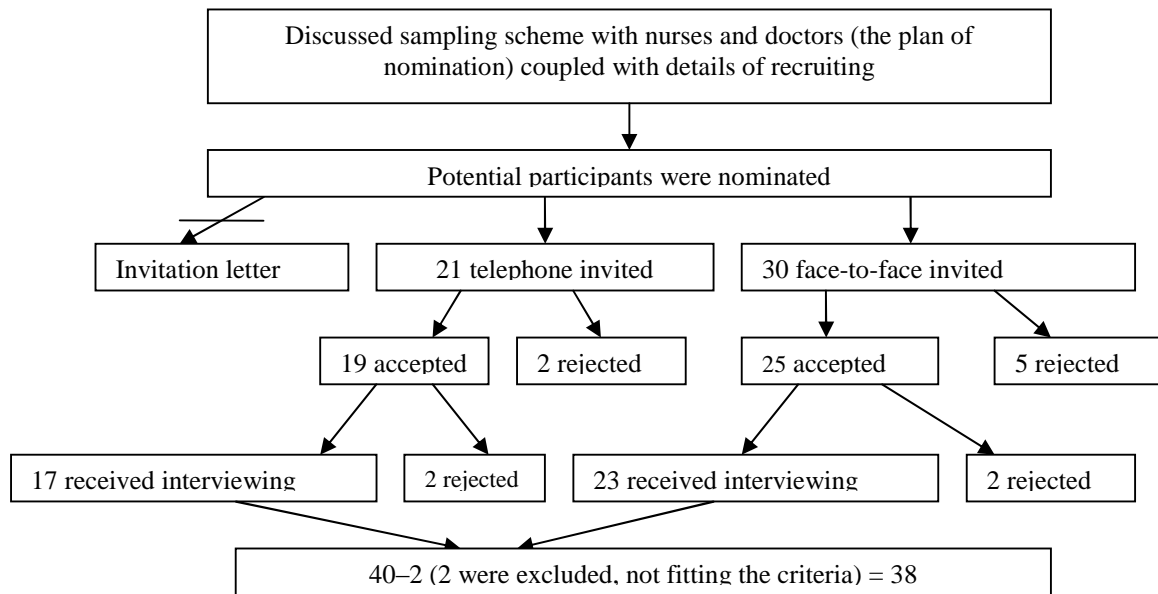 Discussed sampling scheme with nurses and doctors (the plan of
nomination) coupled with details of recruiting
Potential participants were nominated
Invitation letter
21 telephone invited
30 face-to-face invited
19 accepted
2 rejected
25 accepted
5 rejected
17 received interviewing
2 rejected
23 received interviewing
2 rejected
40–2 (2 were excluded, not fitting the criteria) = 38